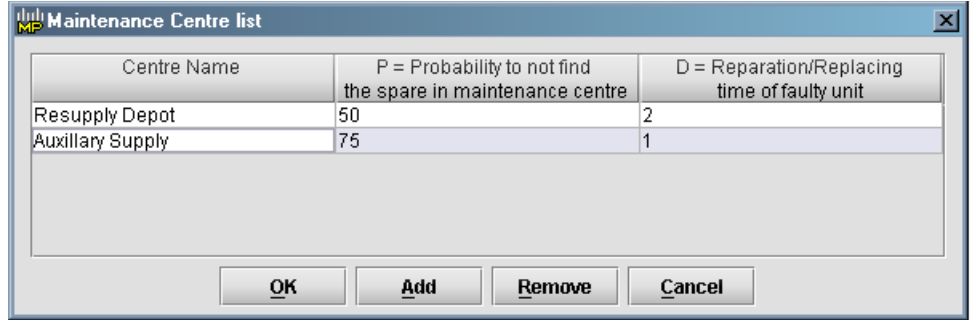 MP Maintenance Centre list
Centre Name
P = Probability to not find
the spare in maintenance centre
D = Reparation/Replacing
time of faulty unit
Resupply Depot 50 2
Auxillary Supply 75 1
OK Add Remove Cancel